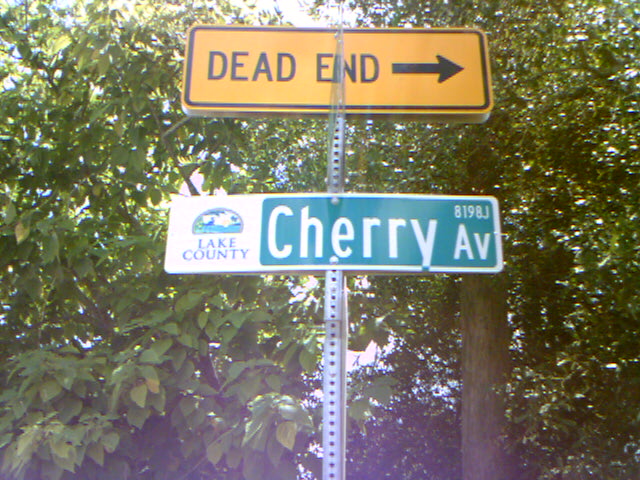 DEAD END
LAKE
COUNTY
Cherry Av
8198J